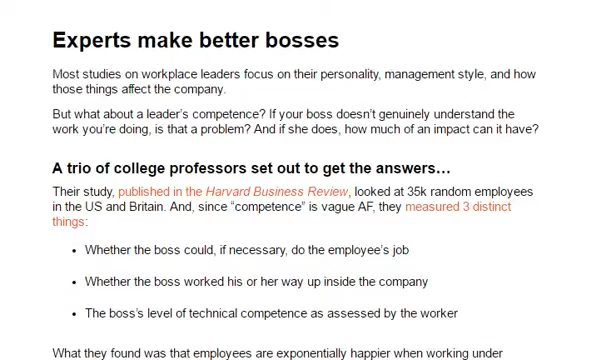 Experts make better bosses
Most studies on workplace leaders focus on their personality, management style, and how
those things affect the company.
But what about a leader’s competence? If your boss doesn’t genuinely understand the
work you’re doing, is that a problem? And if she does, how much of an impact can it have?
A trio of college professors set out to get the answers…
Their study, published in the Harvard Business Review, looked at 35k random employees
in the US and Britain. And, since “competence” is vague AF, they measured 3 distinct
things:
• Whether the boss could, if necessary, do the employee’s job
• Whether the boss worked his or her way up inside the company
• The boss’s level of technical competence as assessed by the worker
What they found was that employees are exponentially happier when working under